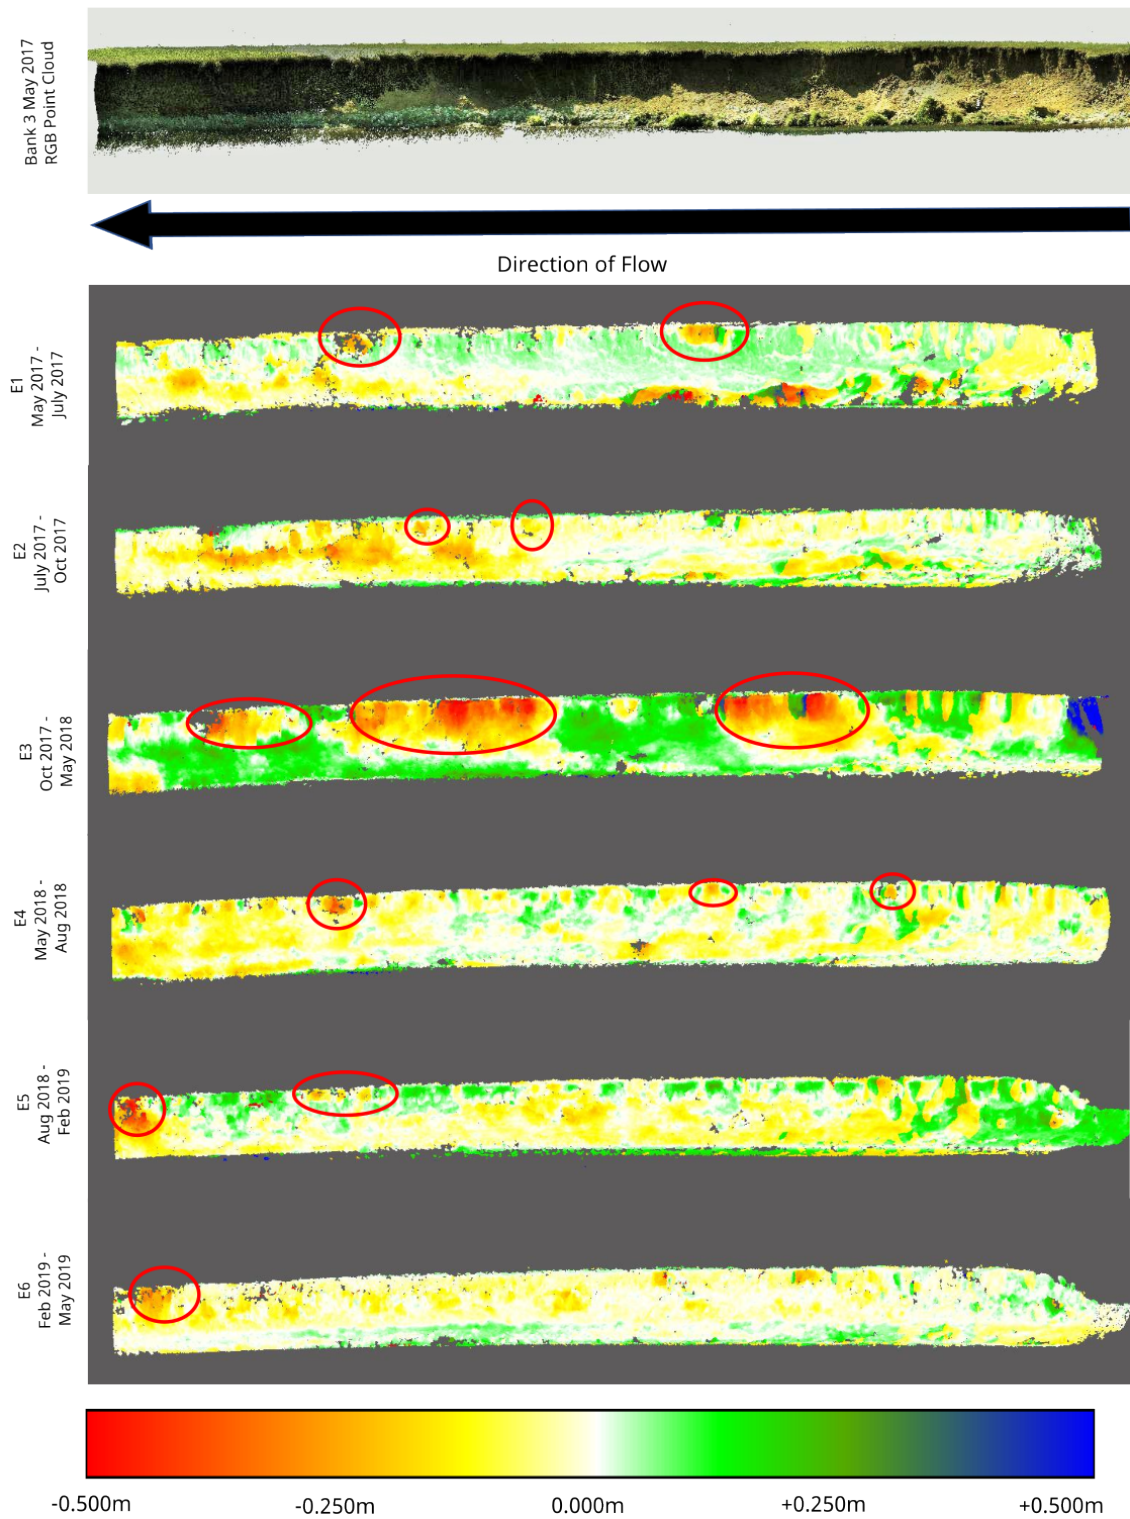 Bank 3 May 2017
RGB Point Cloud
Direction of Flow
E1
May 2017 -
July 2017
E2
July 2017 -
Oct 2017
E3
Oct 2017 -
May 2018
E4
May 2018 -
Aug 2018
E5
Aug 2018 -
Feb 2019
E6
Feb 2019 -
May 2019
-0.500m
-0.250m
0.000m
+0.250m
+0.500m